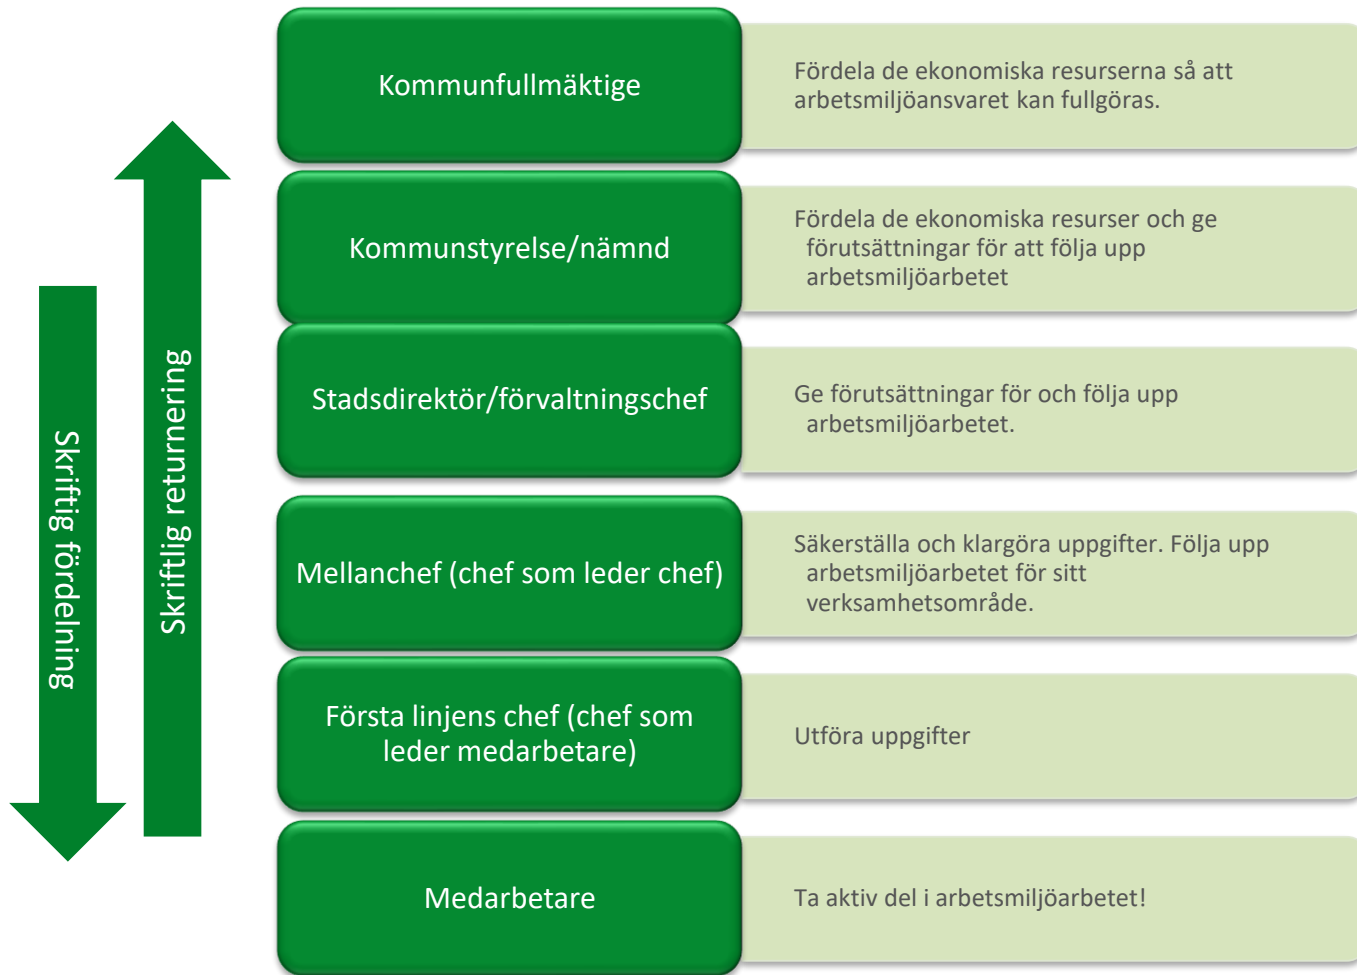 Kommunfullmäktige
Fördela de ekonomiska resurserna så att
arbetsmiljöansvaret kan fullgöras.
Kommunstyrelse/nämnd
Fördela de ekonomiska resurser och ge
förutsättningar för att följa upp
arbetsmiljöarbetet
Stadsdirektör/förvaltningschef
Ge förutsättningar för och följa upp
arbetsmiljöarbetet.
Mellanchef (chef som leder chef)
Säkerställa och klargöra uppgifter. Följa upp
arbetsmiljöarbetet för sitt
verksamhetsområde.
Första linjens chef (chef som
leder medarbetare)
Utföra uppgifter
Medarbetare
Ta aktiv del i arbetsmiljöarbetet!
Skriftig fördelning
Skriftlig returnering